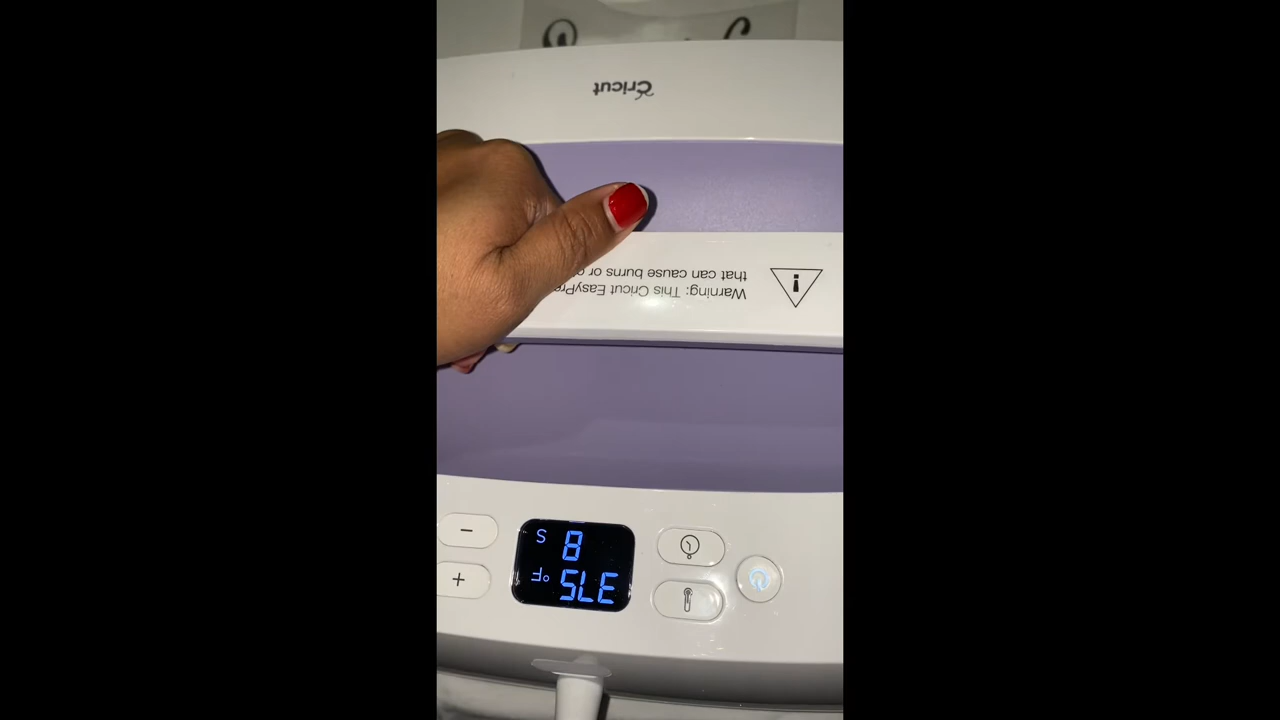 375 °F
8 S
Warning: This Cricut EasyPre
that can cause burns or
Cricut